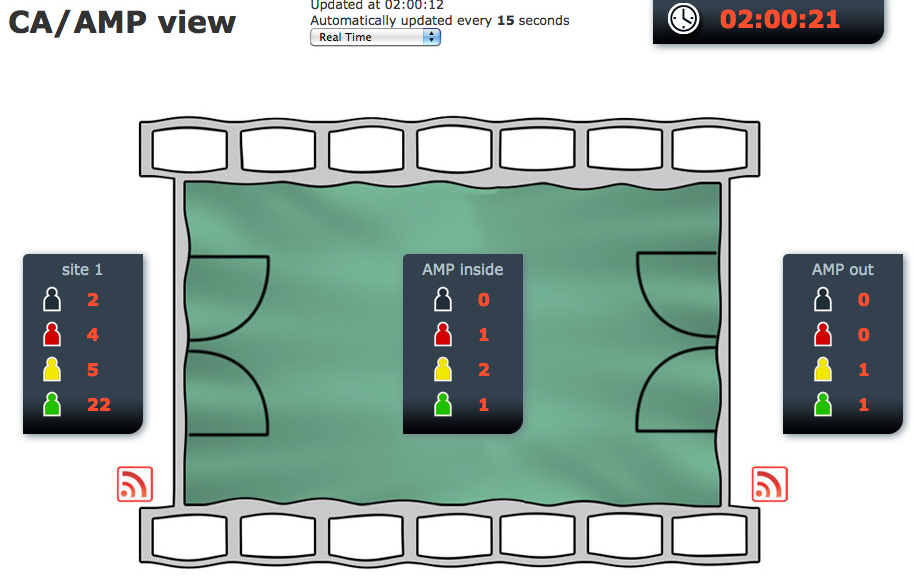 CA/AMP view
Updated at 02:00:12
Automatically updated every 15 seconds
Real Time
02:00:21
site 1
2
4
5
22
AMP inside
0
1
2
1
AMP out
0
0
1
1